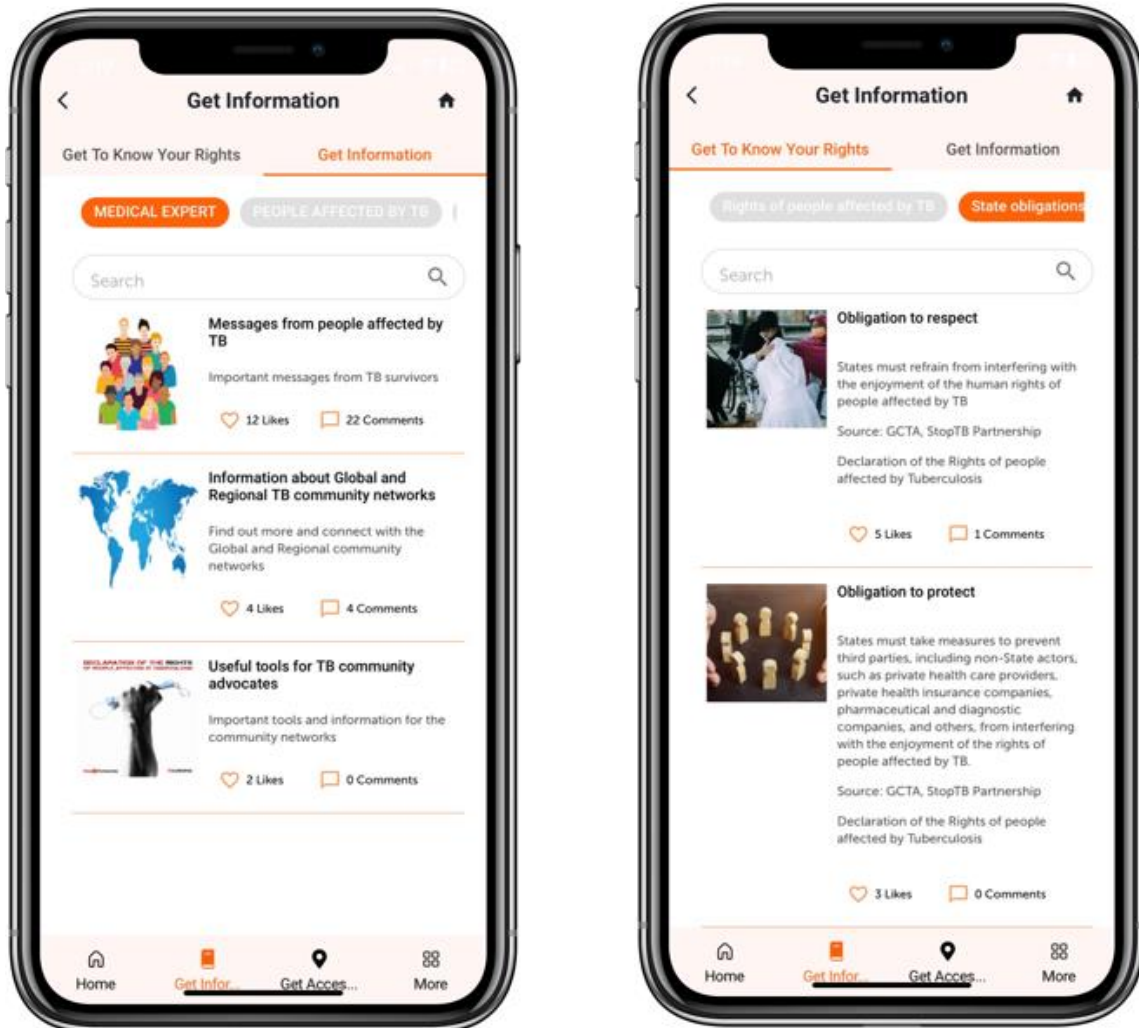 Get Information
Get To Know Your Rights
Get Information
MEDICAL EXPERT
PEOPLE AFFECTED BY TB
Search
Messages from people affected by
TB
Important messages from TB survivors
12 Likes
22 Comments
Information about Global and
Regional TB community networks
Find out more and connect with the
Global and Regional community
networks
4 Likes
4 Comments
DECLARATION OF THE RIGHTS
Useful tools for TB community
advocates
Important tools and information for the
community networks
2 Likes
0 Comments
Home
Get Infor...
Get Acces...
More
Get Information
Get To Know Your Rights
Get Information
Rights of people affected by TB
State obligations
Search
Obligation to respect
States must refrain from interfering with
the enjoyment of the human rights of
people affected by TB
Source: GCTA, StopTB Partnership
Declaration of the Rights of people
affected by Tuberculosis
5 Likes
1 Comments
Obligation to protect
States must take measures to prevent
third parties, including non-State actors,
such as private health care providers,
private health insurance companies,
pharmaceutical and diagnostic
companies, and others, from interfering
with the enjoyment of the rights of
people affected by TB.
Source: GCTA, StopTB Partnership
Declaration of the Rights of people
affected by Tuberculosis
3 Likes
0 Comments
Home
Get Infor...
Get Acces...
More